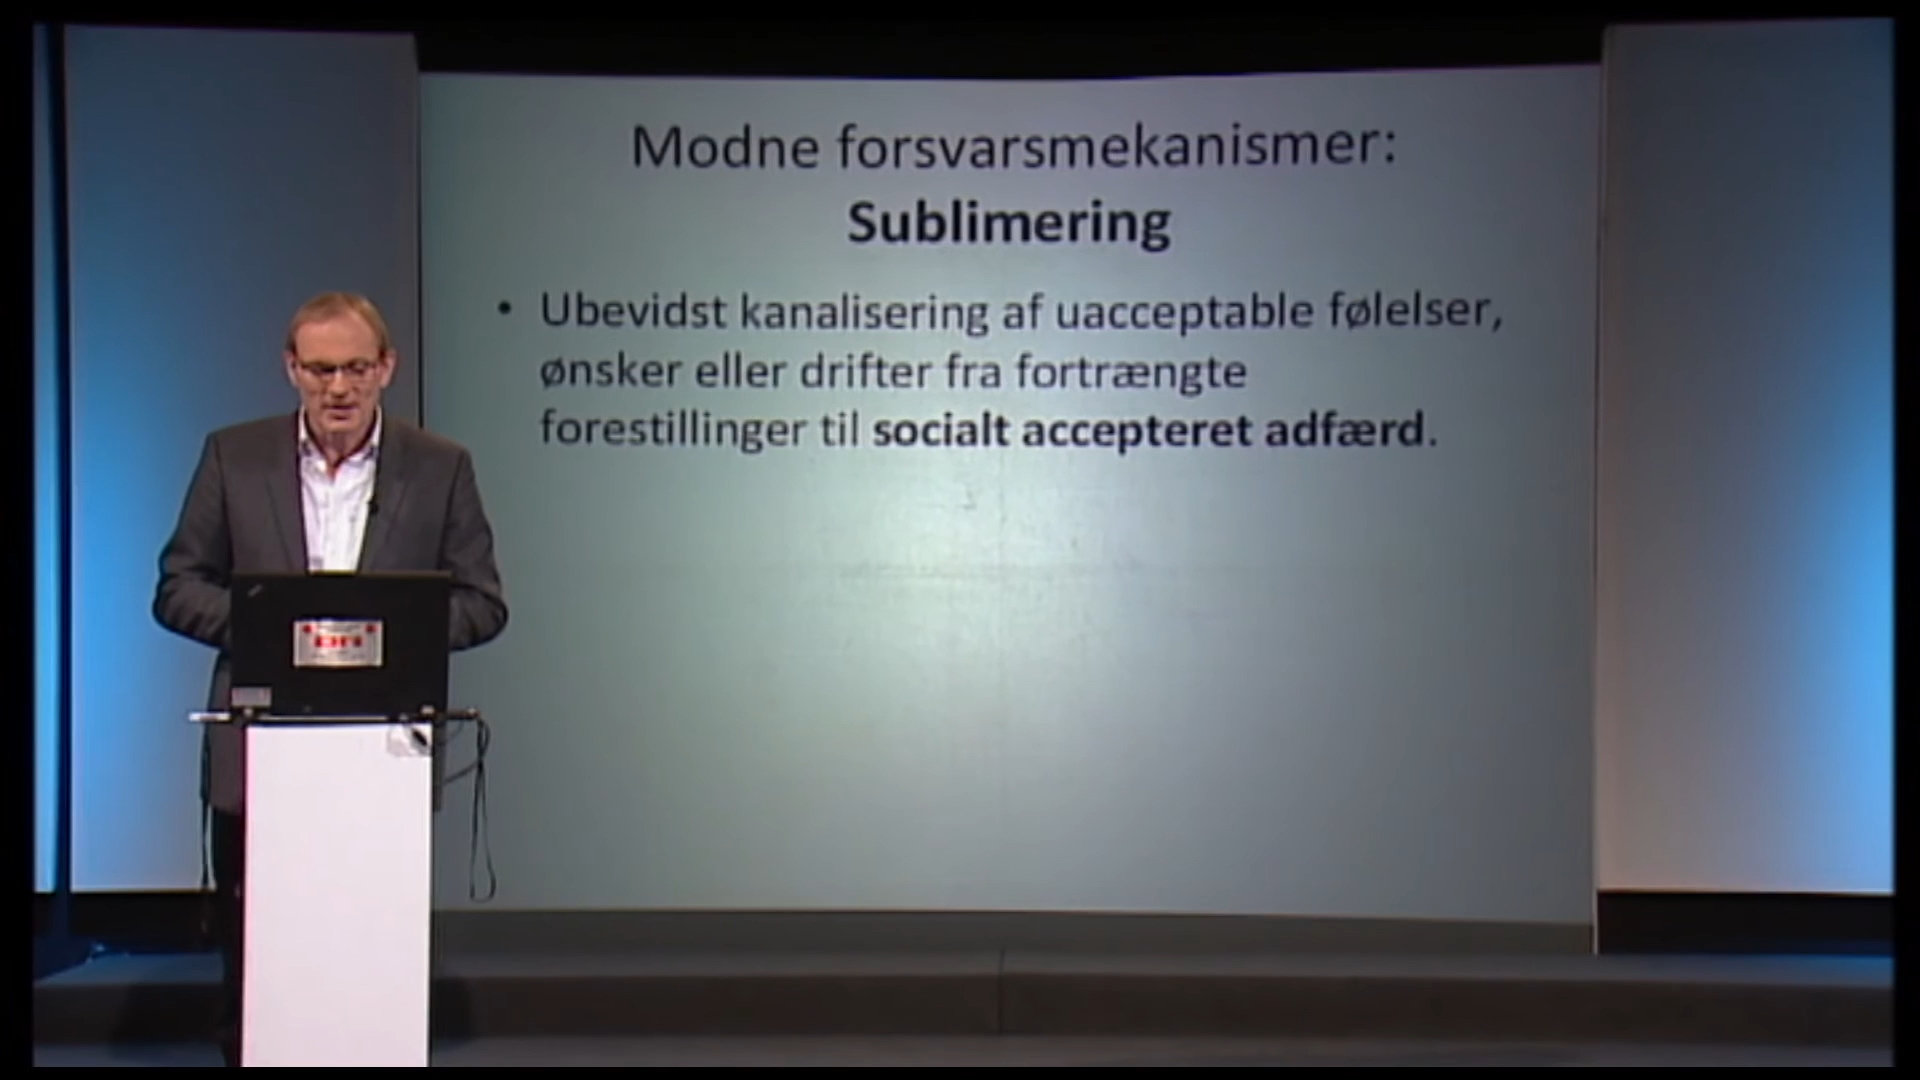 Modne forsvarsmekanismer:
Sublimering
• Ubevidst kanalisering af uacceptable følelser,
ønsker eller drifter fra fortrængte
forestillinger til socialt accepteret adfærd.